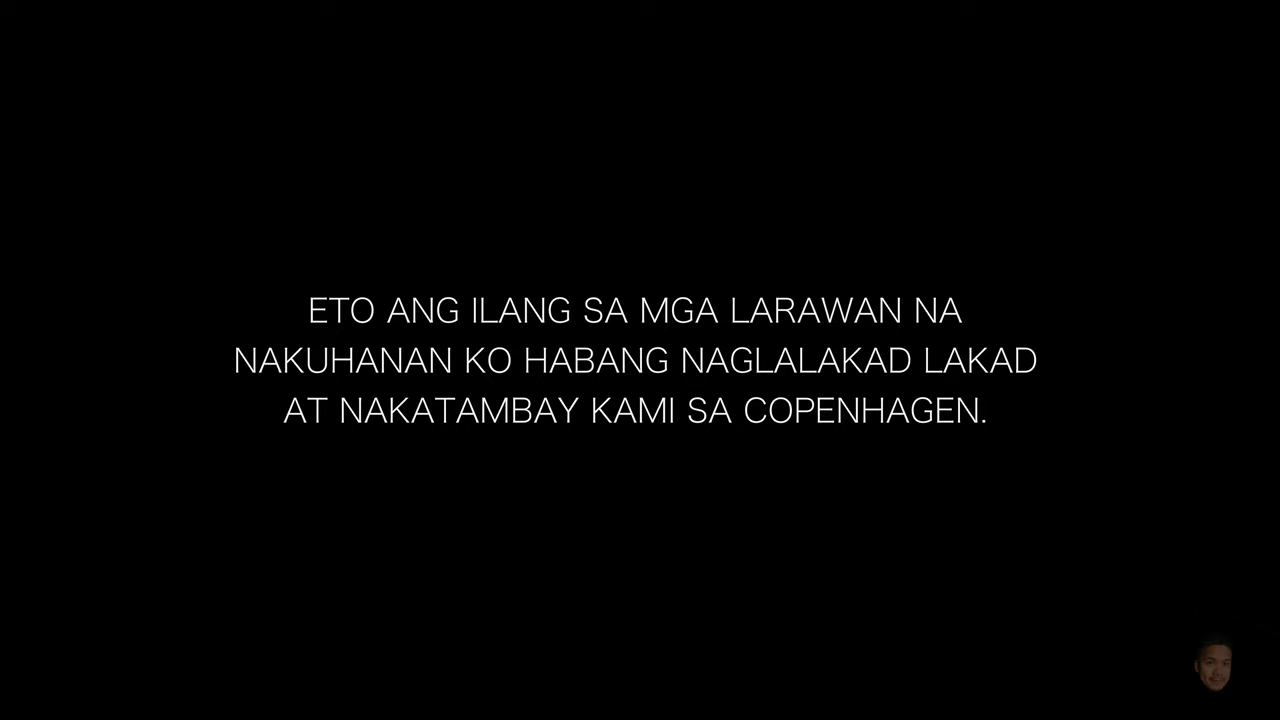 ETO ANG ILANG SA MGA LARAWAN NA
NAKUHANAN KO HABANG NAGLALAKAD LAKAD
AT NAKATAMBAY KAMI SA COPENHAGEN.